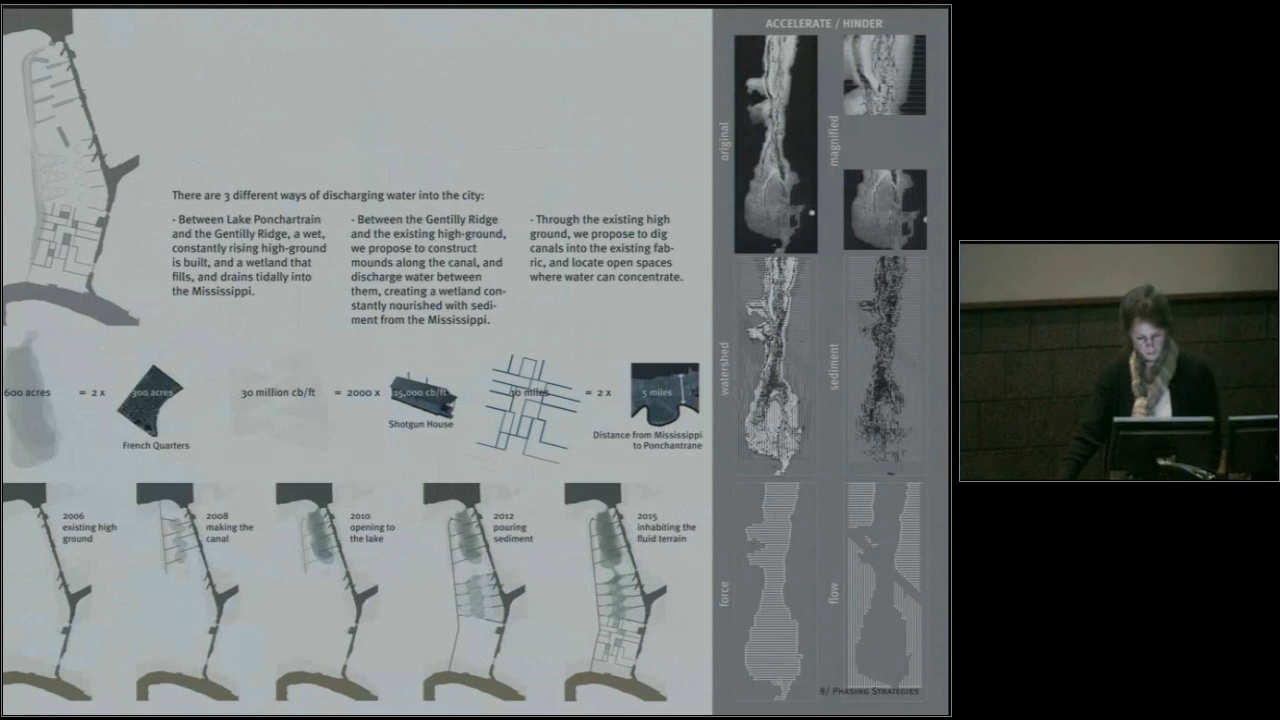 ACCELERATE / HINDER
original
magnified
There are 3 different ways of discharging water into the city:
- Between Lake Ponchartrain
and the Gentilly Ridge, a wet,
constantly rising high-ground
is built, and a wetland that
fills, and drains tidally into
the Mississippi.
- Between the Gentilly Ridge
and the existing high-ground,
we propose to construct
mounds along the canal, and
discharge water between
them, creating a wetland con-
stantly nourished with sedi-
ment from the Mississippi.
- Through the existing high
ground, we propose to dig
canals into the existing fab-
ric, and locate open spaces
where water can concentrate.
watershed
sediment
600 acres = 2 x 300 acres
French Quarters
30 million cb/ft = 2000 x 15,000 cb/ft
Shotgun House
90 miles = 2 x 5 miles
Distance from Mississippi
to Ponchantrane
2006
existing high
ground
2008
making the
canal
2010
opening to
the lake
2012
pouring
sediment
2015
inhabiting the
fluid terrain
force
flow
8/ PHASING STRATEGIES